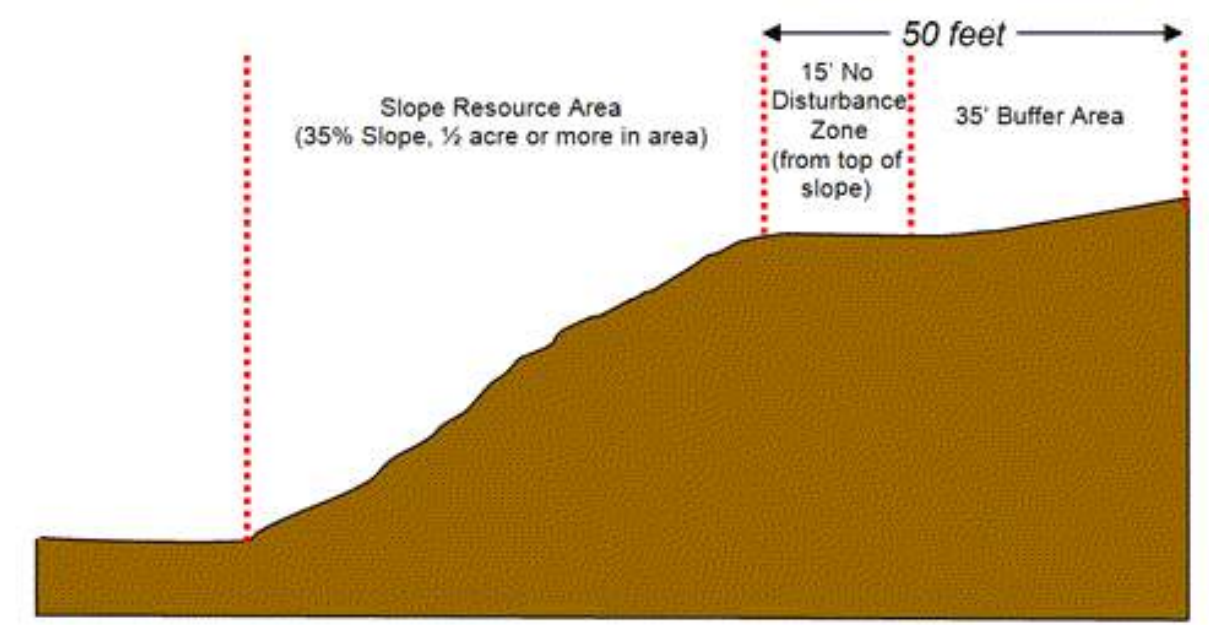 50 feet
Slope Resource Area
(35% Slope, ½ acre or more in area)
15' No
Disturbance
Zone
(from top of
slope)
35' Buffer Area